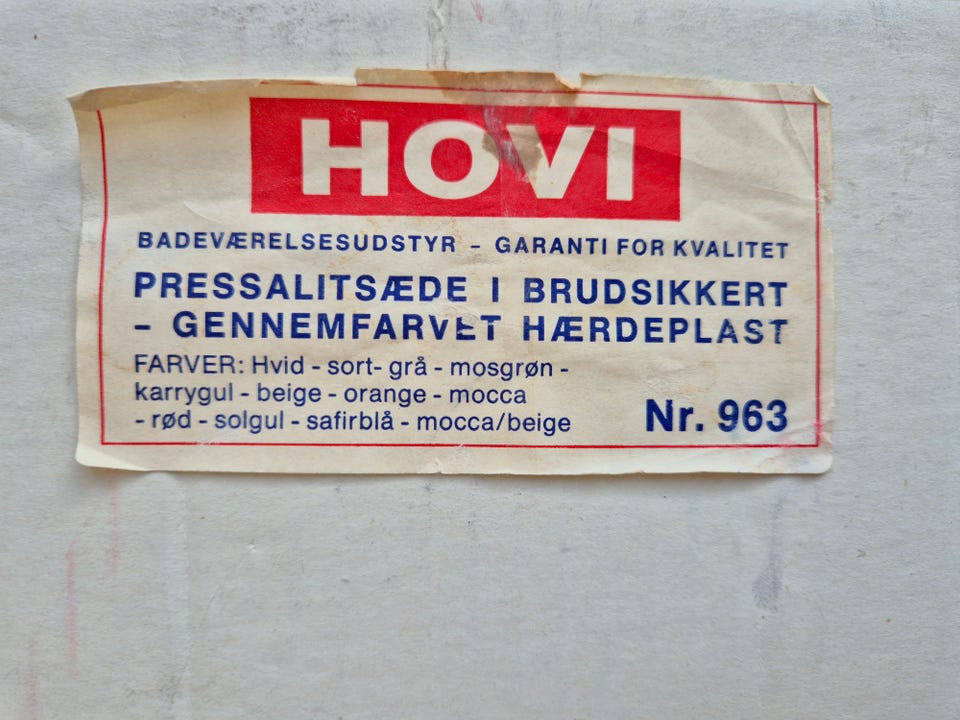 HOVI
BADEVÆRELSESUDSTYR – GARANTI FOR KVALITET
PRESSALITSÆDE I BRUDSIKKERT
– GENNEMFARVET HÆRDEPLAST
FARVER: Hvid - sort- grå - mosgrøn -
karrygul - beige - orange - mocca
- rød - solgul - safirblå - mocca/beige
Nr. 963